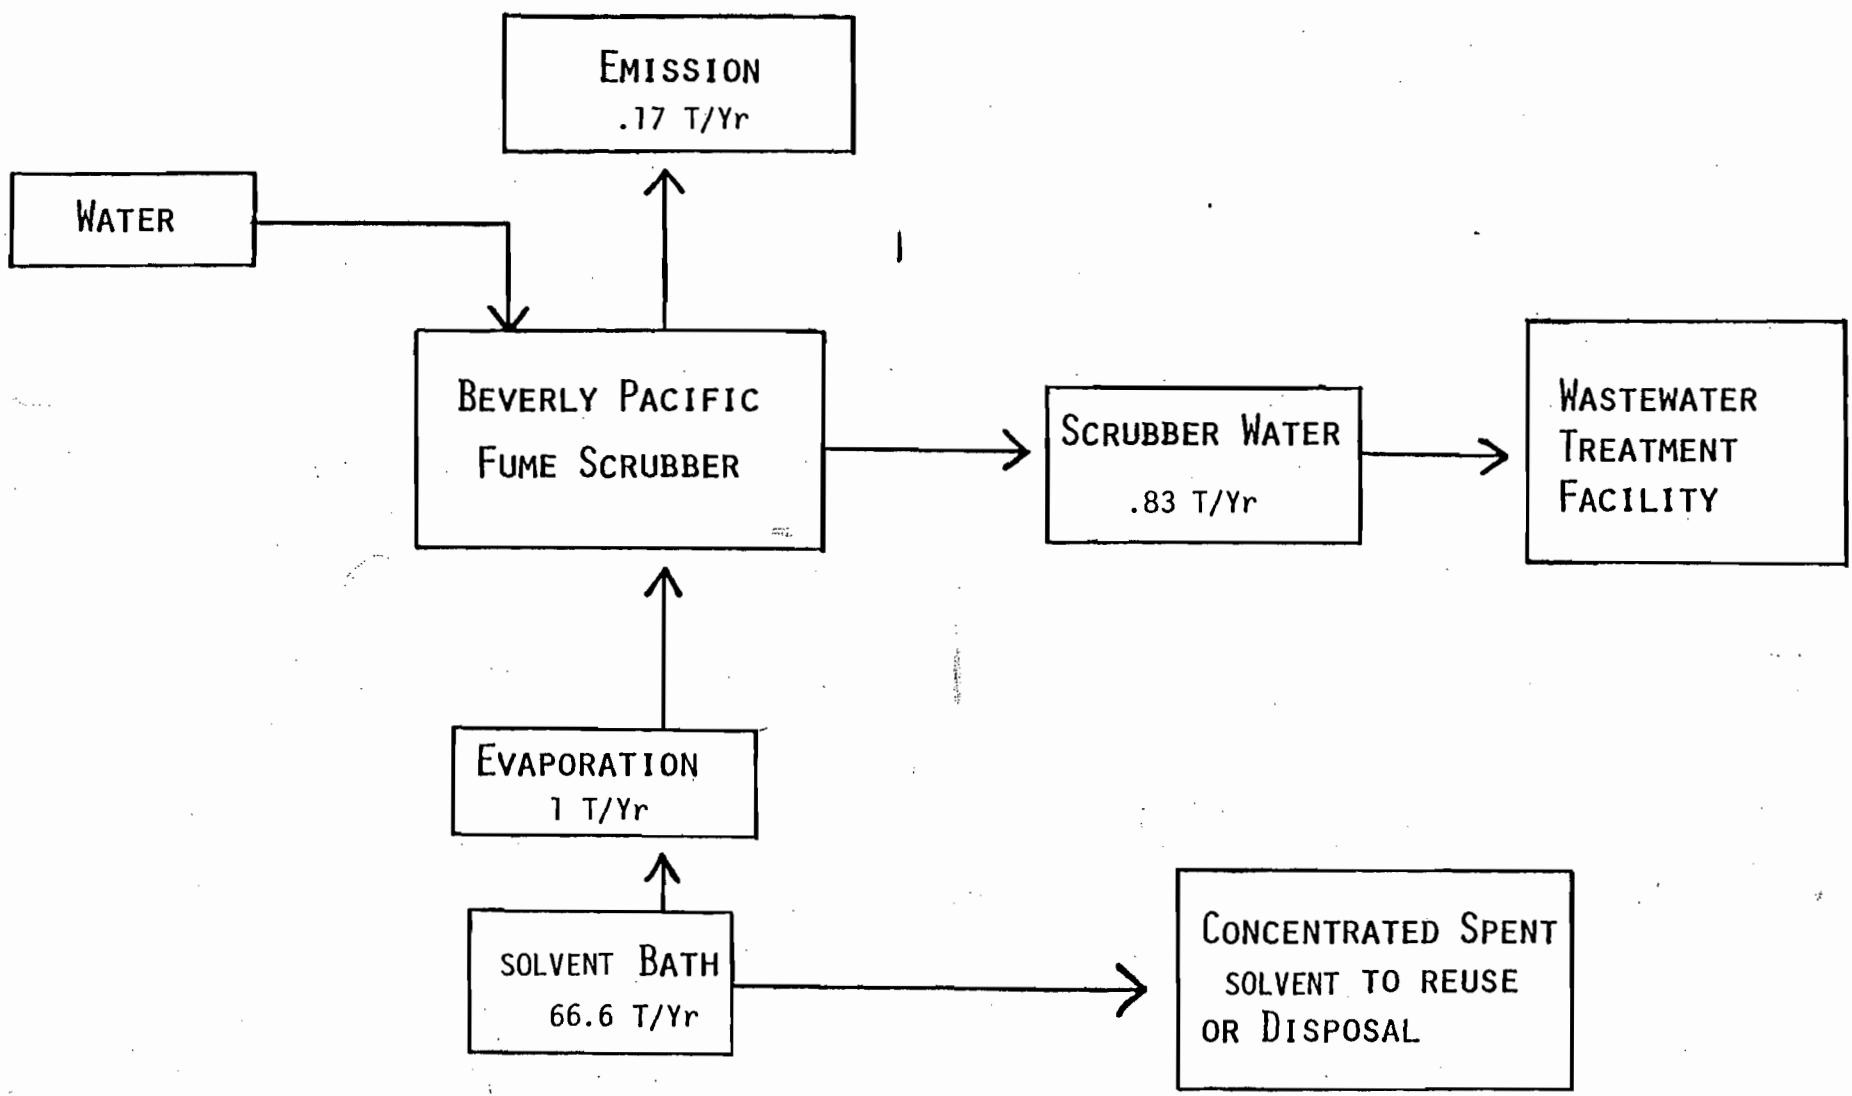 EMISSION
.17 T/Yr
WATER
BEVERLY PACIFIC
FUME SCRUBBER
SCRUBBER WATER
.83 T/Yr
WASTEWATER
TREATMENT
FACILITY
EVAPORATION
1 T/Yr
SOLVENT BATH
66.6 T/Yr
CONCENTRATED SPENT
SOLVENT TO REUSE
OR DISPOSAL